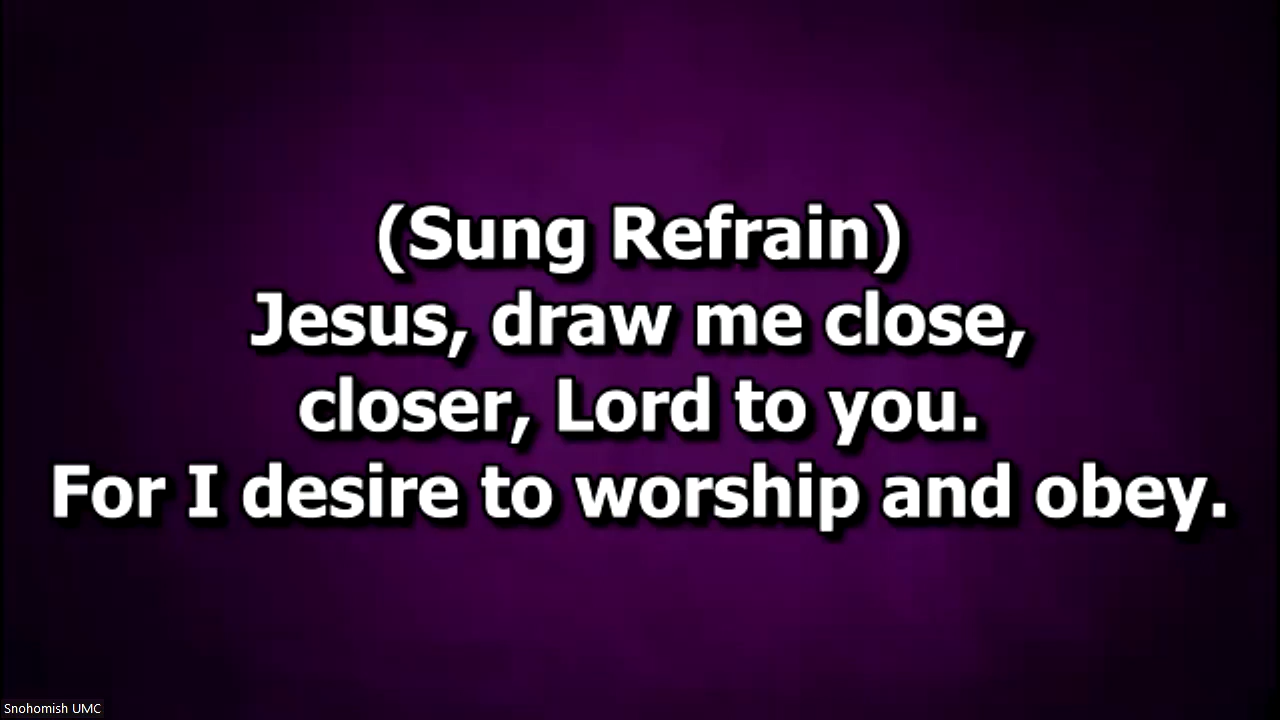 (Sung Refrain)
Jesus, draw me close,
closer, Lord to you.
For I desire to worship and obey.
Snohomish UMC